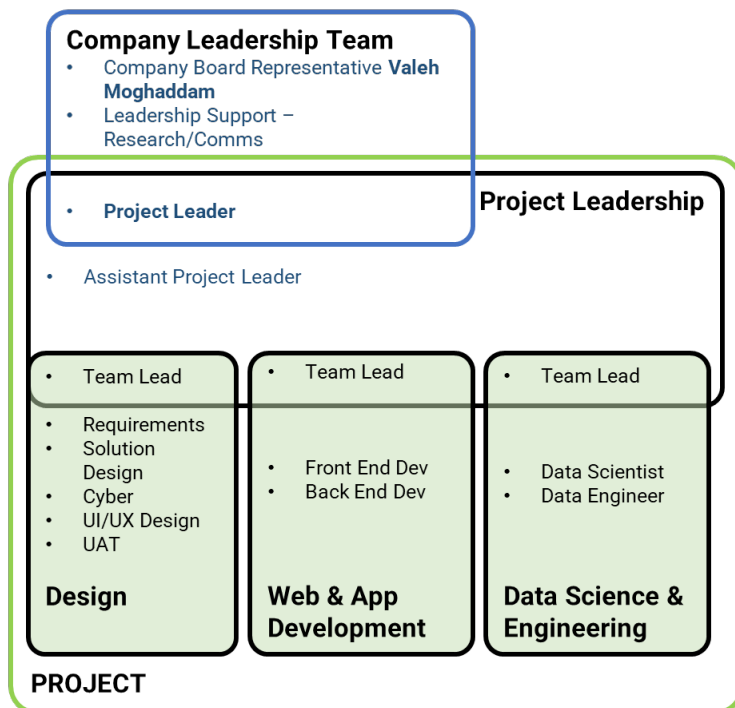 Company Leadership Team
• Company Board Representative Valeh
Moghaddam
• Leadership Support –
Research/Comms
• Project Leader
Project Leadership
• Assistant Project Leader
• Team Lead
• Requirements
• Solution
Design
• Cyber
• UI/UX Design
• UAT
Design
• Team Lead
• Front End Dev
• Back End Dev
Web & App
Development
• Team Lead
• Data Scientist
• Data Engineer
Data Science &
Engineering
PROJECT